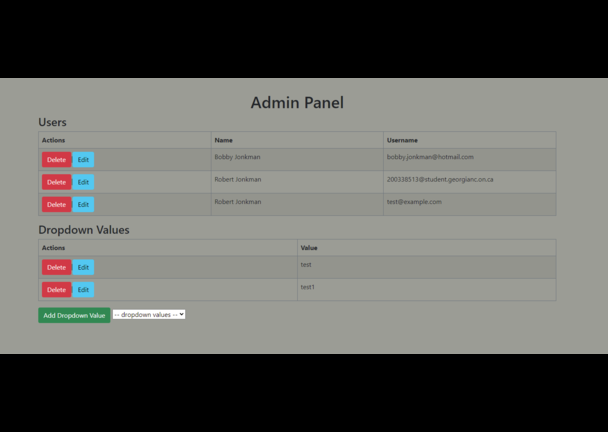 Admin Panel
Users
Actions Name Username
Delete | Edit Bobby Jonkman bobby.jonkman@hotmail.com
Delete | Edit Robert Jonkman 200338513@student.georgianc.on.ca
Delete | Edit Robert Jonkman test@example.com
Dropdown Values
Actions Value
Delete | Edit test
Delete | Edit test1
Add Dropdown Value -- dropdown values --